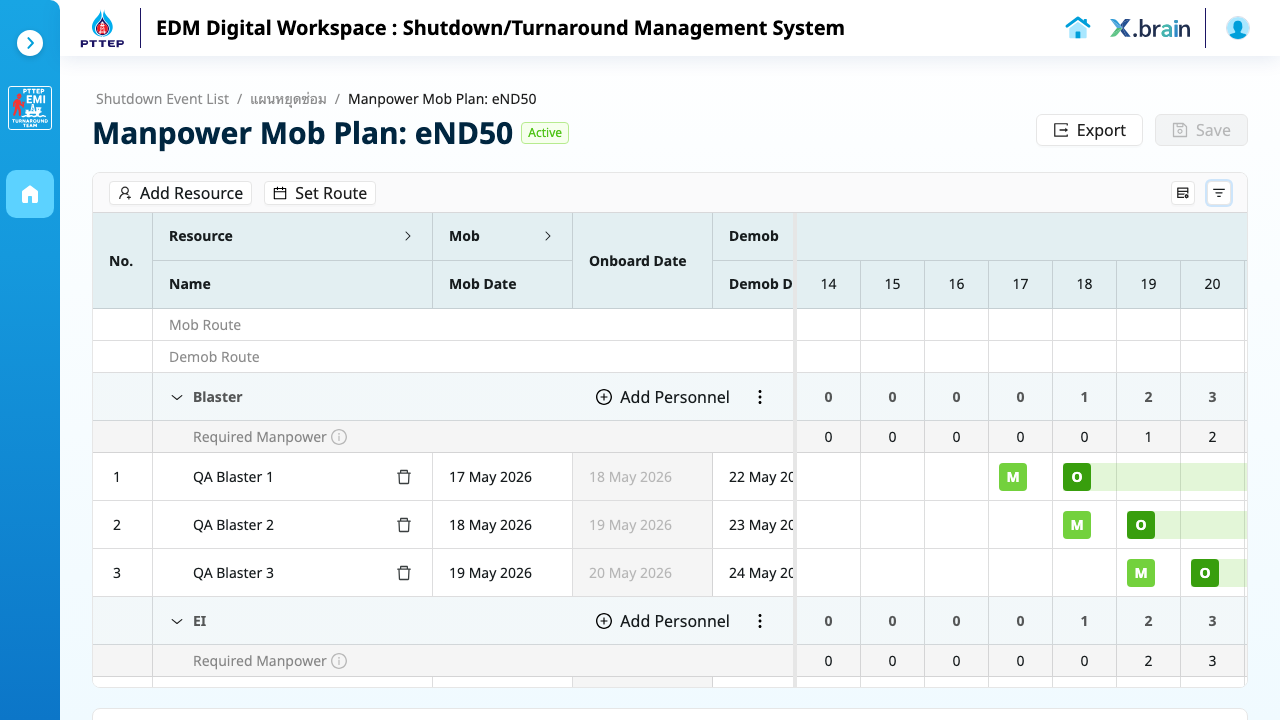 PTTEP
EDM Digital Workspace : Shutdown/Turnaround Management System
X.brain
PTTEP
EMI
TURNAROUND
TEAM
Shutdown Event List / แผนหยุดซ่อม / Manpower Mob Plan: eND50
Manpower Mob Plan: eND50 Active
Export Save
Add Resource Set Route
No. Resource Mob Onboard Date Demob
Name Mob Date Demob D 14 15 16 17 18 19 20
Mob Route
Demob Route
Blaster Add Personnel 0 0 0 0 1 2 3
Required Manpower 0 0 0 0 0 1 2
1 QA Blaster 1 17 May 2026 18 May 2026 22 May 20 M O
2 QA Blaster 2 18 May 2026 19 May 2026 23 May 20 M O
3 QA Blaster 3 19 May 2026 20 May 2026 24 May 20 M O
EI Add Personnel 0 0 0 0 1 2 3
Required Manpower 0 0 0 0 0 2 3